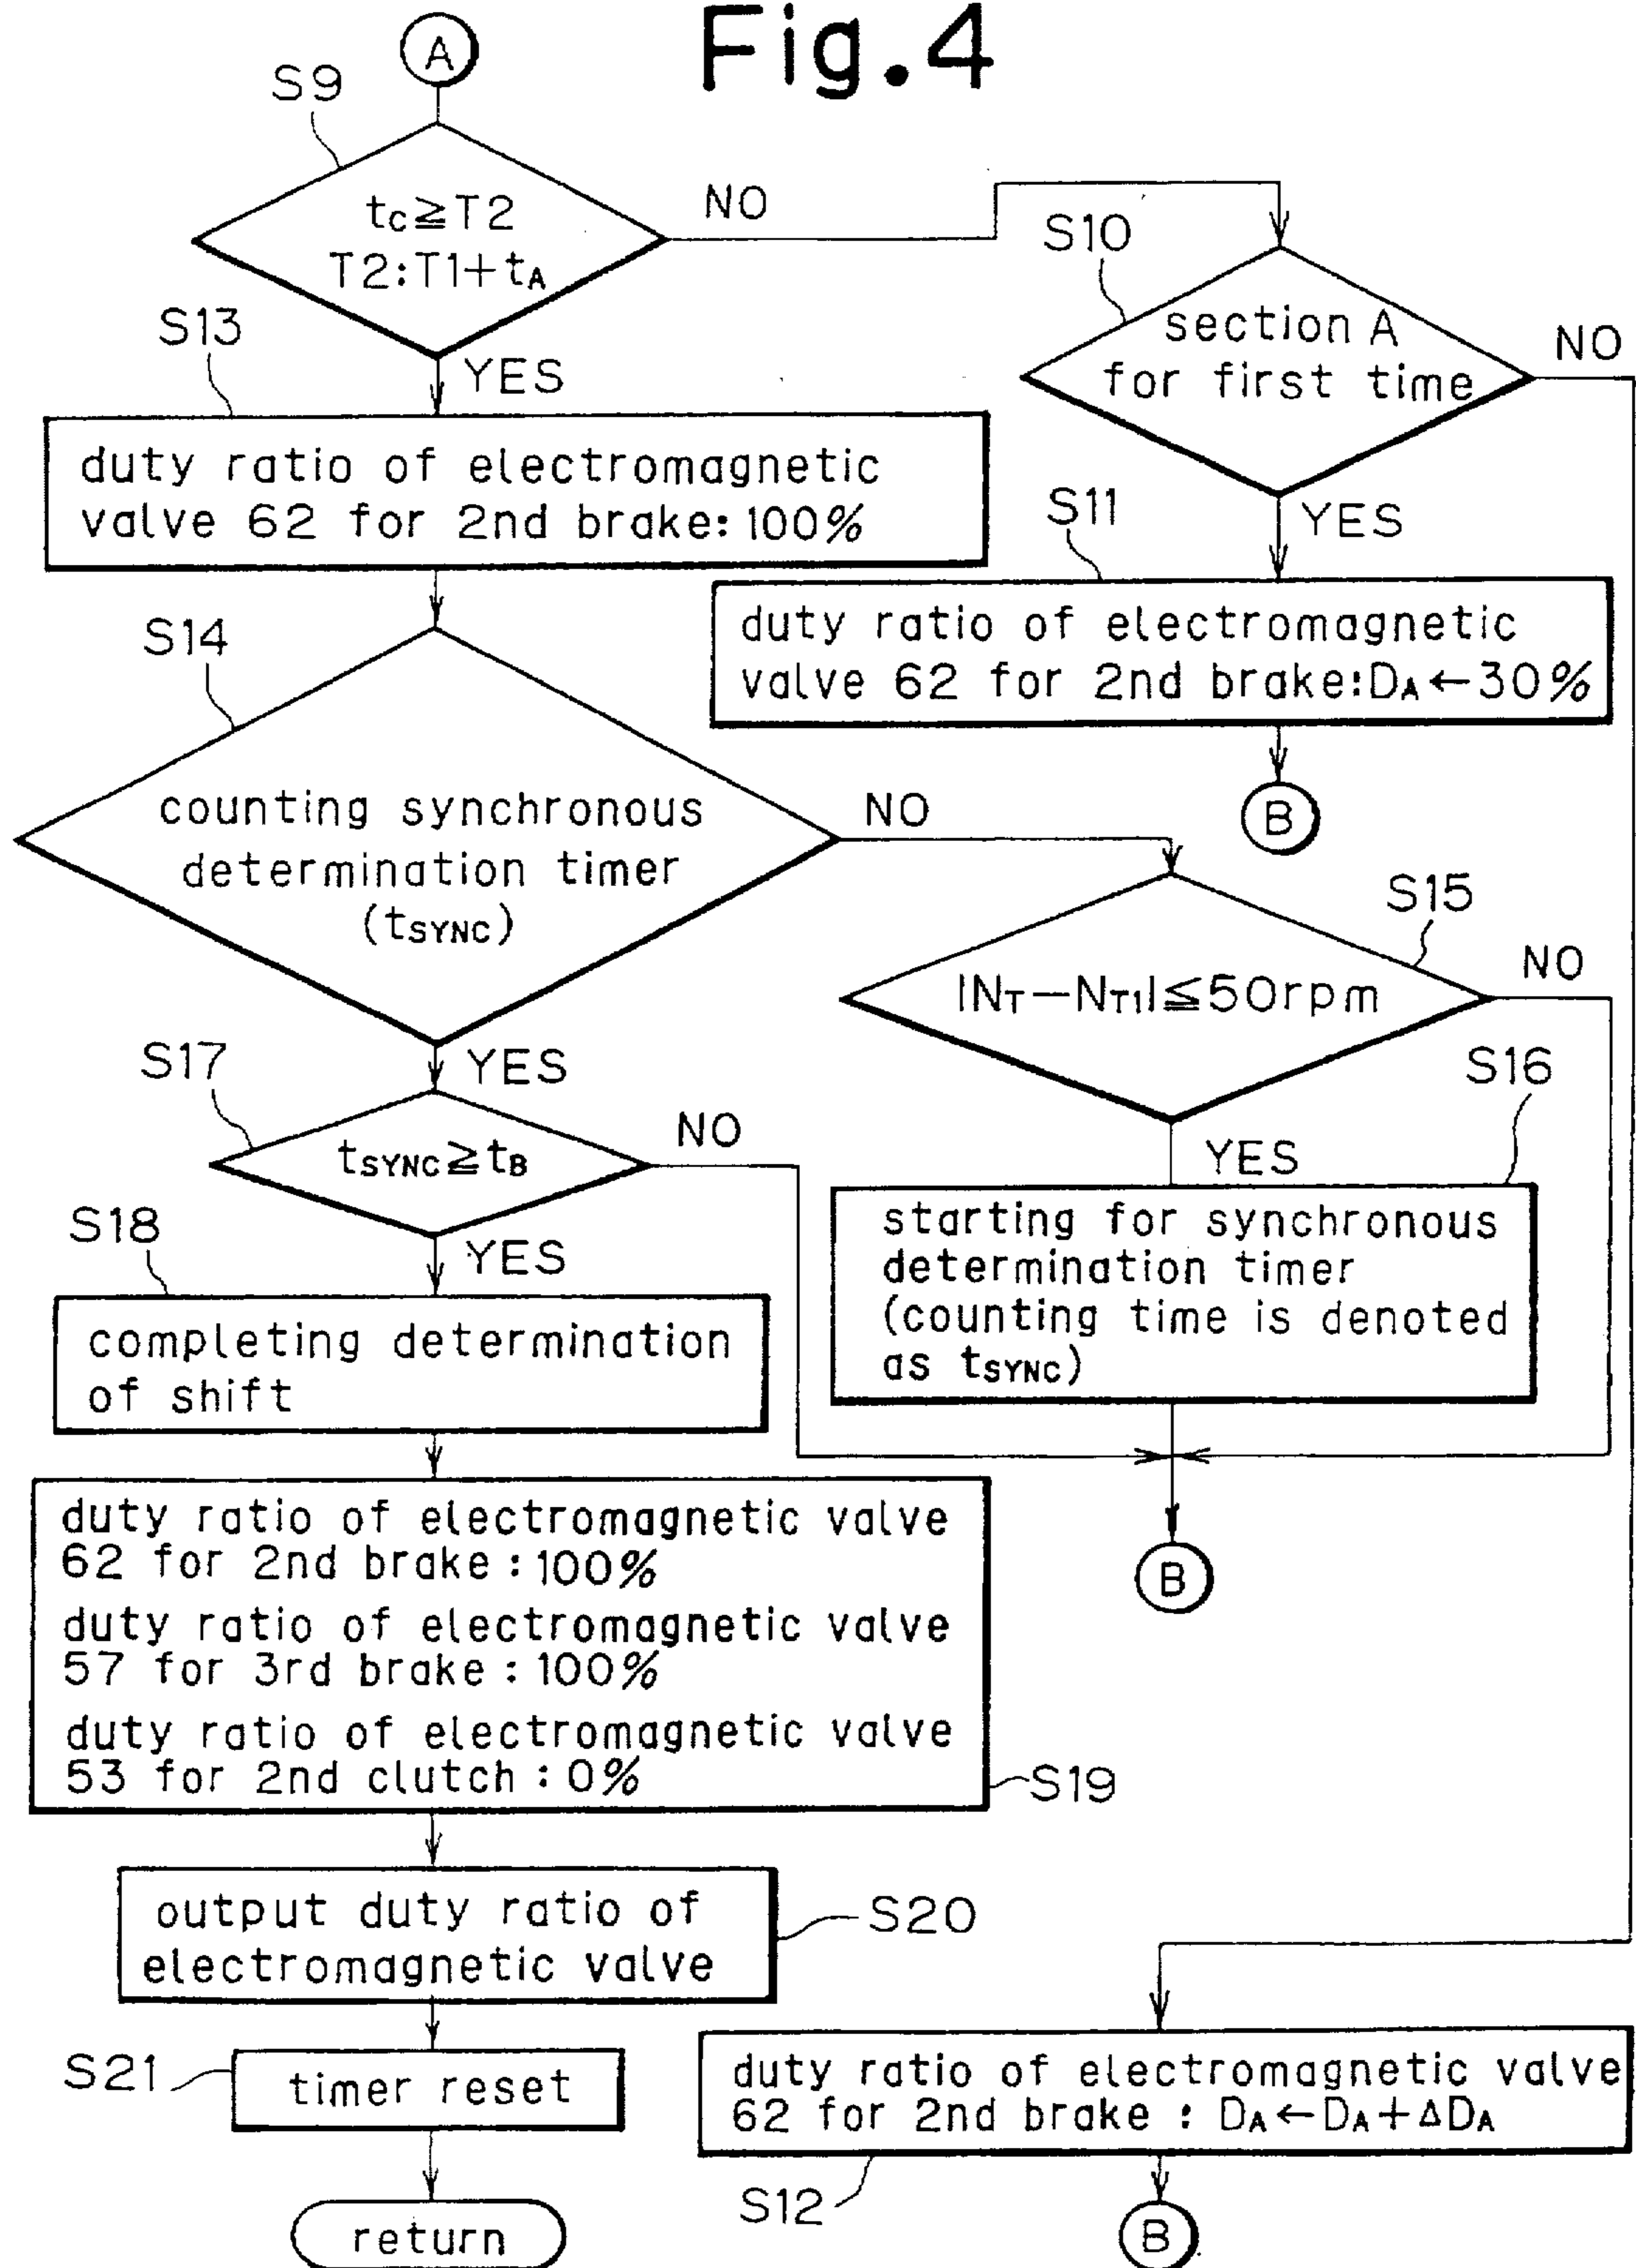 Fig.4
A
S9
tC≧T2
T2:T1+tA
NO
YES
S10
section A
for first time
NO
YES
S13
duty ratio of electromagnetic
valve 62 for 2nd brake:100%
S11
duty ratio of electromagnetic
valve 62 for 2nd brake:DA←30%
B
S14
counting synchronous
determination timer
(tSYNC)
NO
YES
S15
|NT−NT1|≦50rpm
NO
YES
S16
starting for synchronous
determination timer
(counting time is denoted
as tSYNC)
B
S17
tSYNC≧tB
NO
YES
S18
completing determination
of shift
duty ratio of electromagnetic valve
62 for 2nd brake:100%
duty ratio of electromagnetic valve
57 for 3rd brake:100%
duty ratio of electromagnetic valve
53 for 2nd clutch:0%
S19
output duty ratio of
electromagnetic valve
S20
S21
timer reset
return
duty ratio of electromagnetic valve
62 for 2nd brake : DA←DA+ΔDA
S12
B